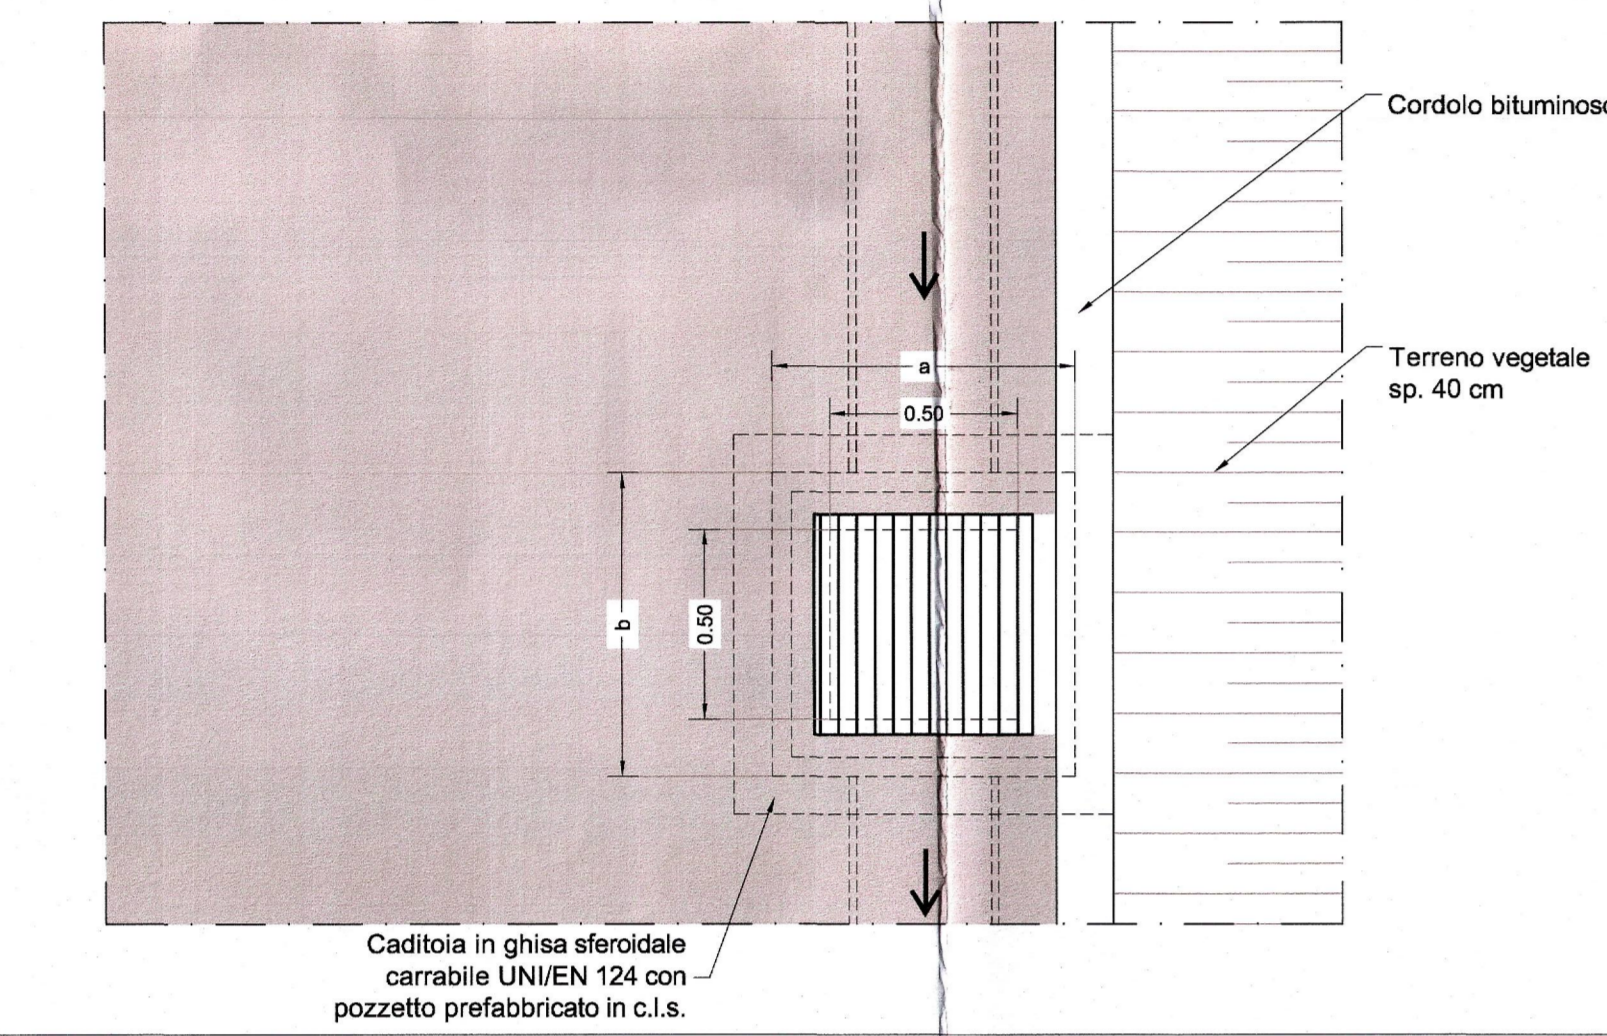 Cordolo bituminoso
Terreno vegetale
sp. 40 cm
a
0.50
b
0.50
Caditoia in ghisa sferoidale
carrabile UNI/EN 124 con
pozzetto prefabbricato in c.l.s.